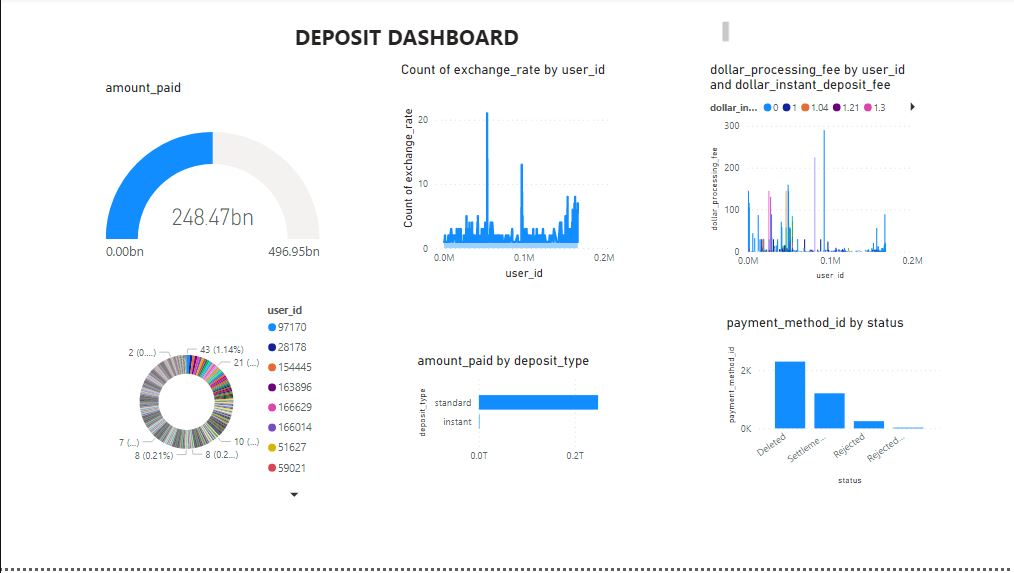 DEPOSIT DASHBOARD
amount_paid
248.47bn
0.00bn
496.95bn
Count of exchange_rate by user_id
Count of exchange_rate
20
10
0
0.0M
0.1M
0.2M
user_id
dollar_processing_fee by user_id
and dollar_instant_deposit_fee
dollar_in...
0
1
1.04
1.21
1.3
dollar_processing_fee
300
200
100
0
0.0M
0.1M
0.2M
user_id
2 (0....)
43 (1.14%)
21 (...)
10 (...)
8 (0.2...)
8 (0.21%)
7 (...)
user_id
97170
28178
154445
163896
166629
166014
51627
59021
amount_paid by deposit_type
deposit_type
standard
instant
0.0T
0.2T
payment_method_id by status
payment_method_id
2K
0K
Deleted
Settleme...
Rejected
Rejected...
status